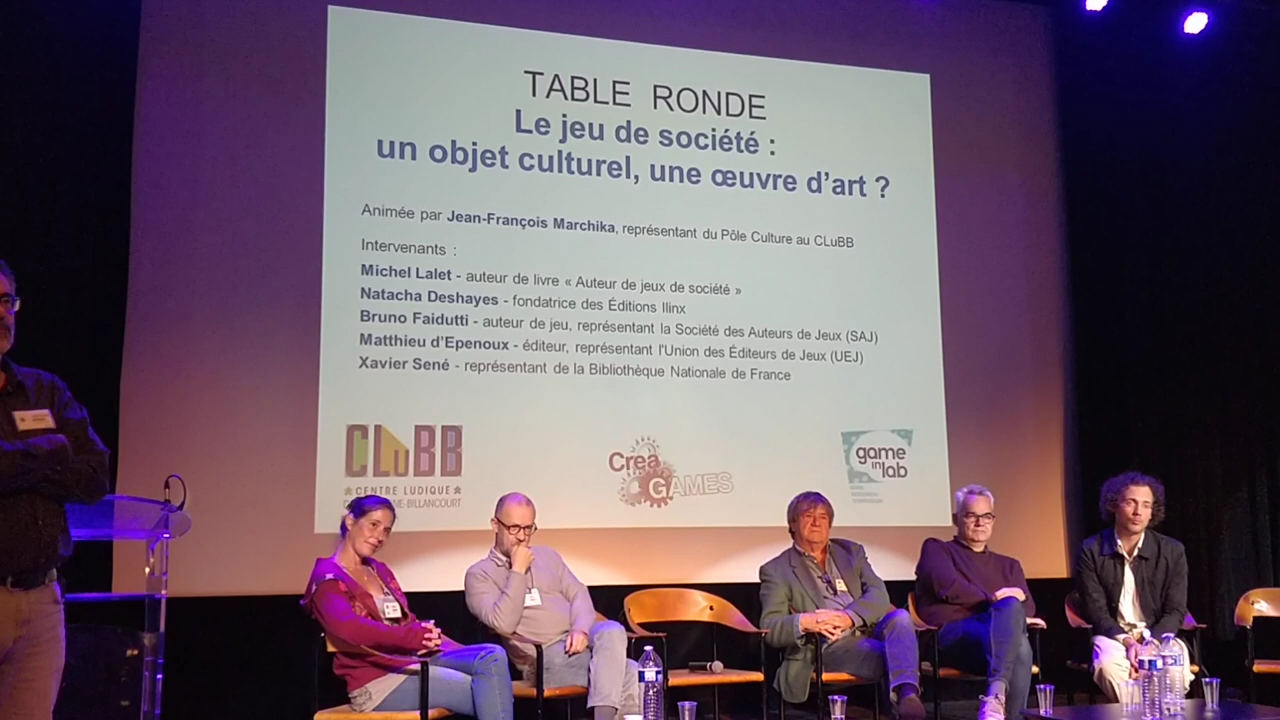 TABLE RONDE
Le jeu de société :
un objet culturel, une œuvre d'art ?
Animée par Jean-François Marchika, représentant du Pôle Culture au CLuBB
Intervenants :
Michel Lalet - auteur de livre « Auteur de jeux de société »
Natacha Deshayes - fondatrice des Éditions Ilinx
Bruno Faidutti - auteur de jeu, représentant la Société des Auteurs de Jeux (SAJ)
Matthieu d'Epenoux - éditeur, représentant l'Union des Éditeurs de Jeux (UEJ)
Xavier Sené - représentant de la Bibliothèque Nationale de France
CLuBB
CENTRE LUDIQUE
NE-BILLANCOURT
Crea
GAMES
game
in
lab